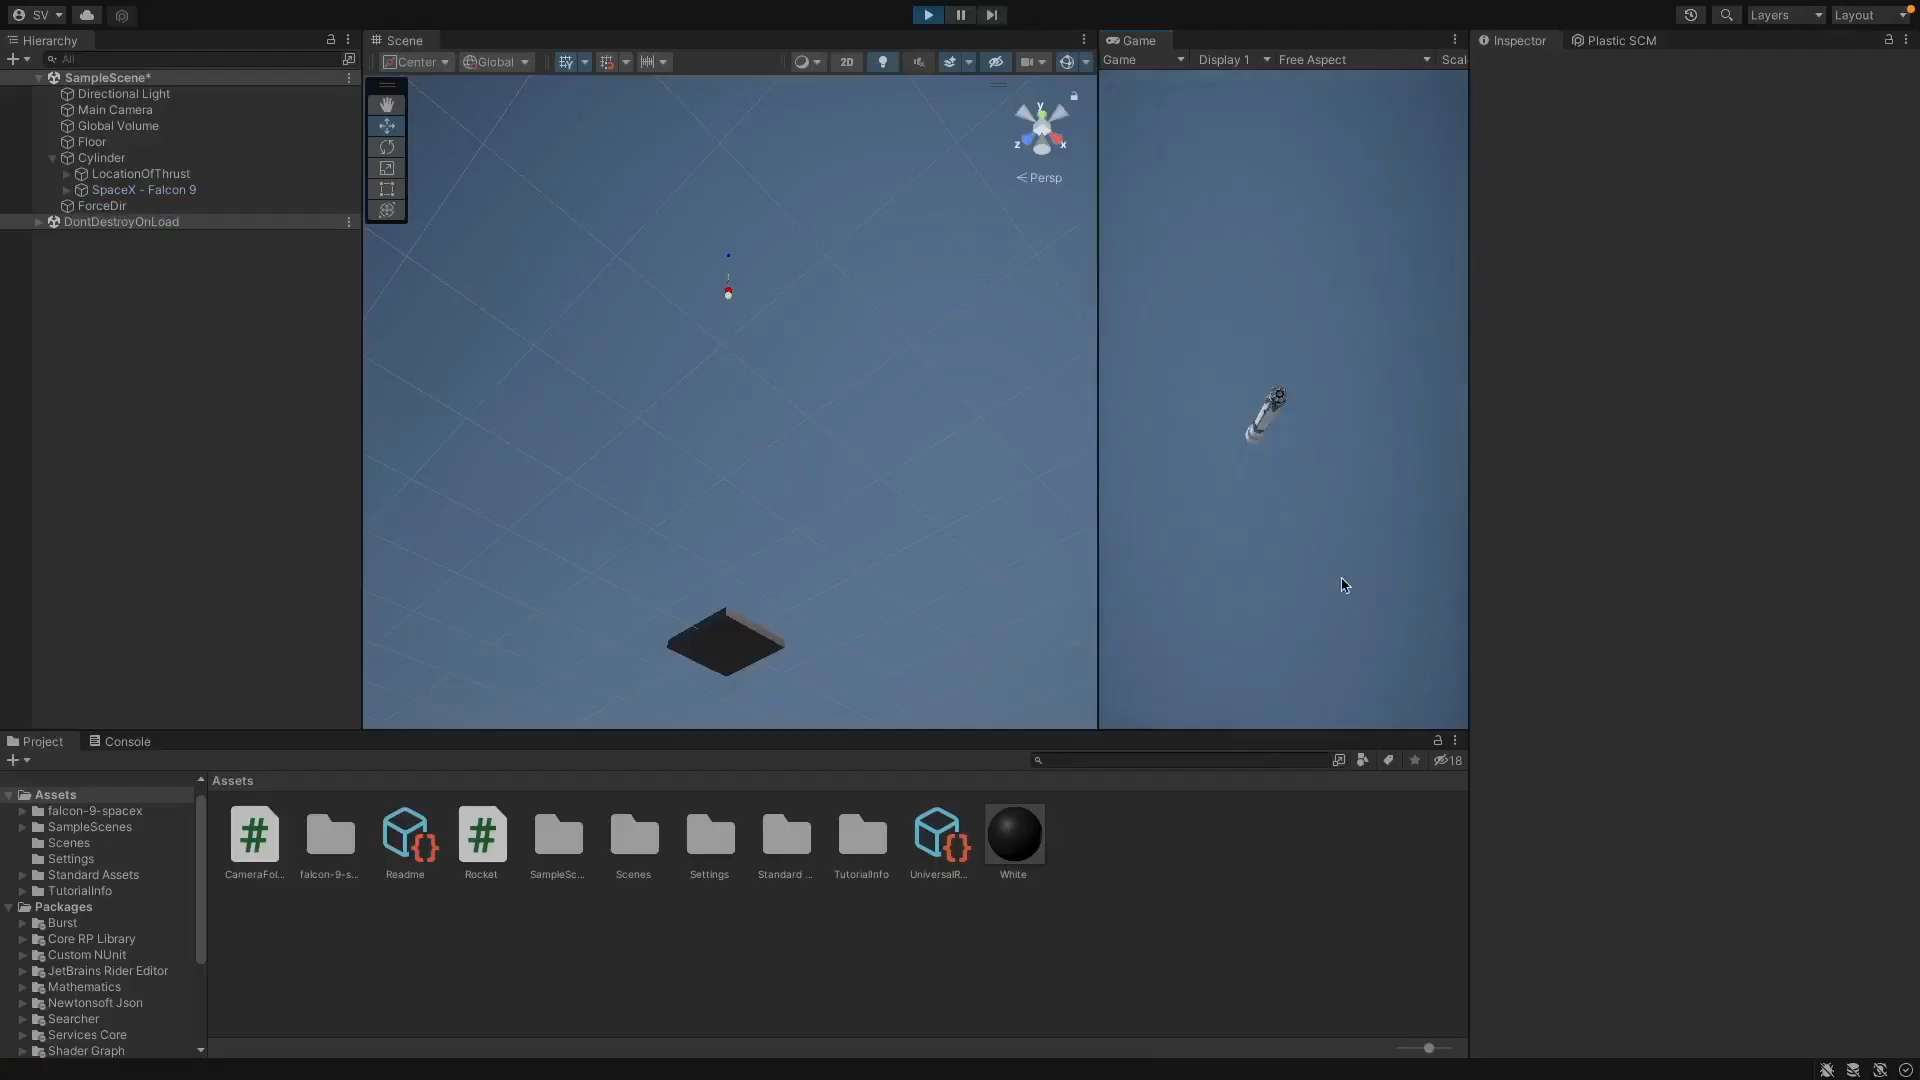 SV
Layers
Layout
Hierarchy
All
SampleScene*
Directional Light
Main Camera
Global Volume
Floor
Cylinder
LocationOfThrust
SpaceX - Falcon 9
ForceDir
DontDestroyOnLoad
Scene
Center
Global
2D
y
z
x
Persp
Game
Game
Display 1
Free Aspect
Scal
Inspector
Plastic SCM
Project
Console
18
Assets
falcon-9-spacex
SampleScenes
Scenes
Settings
Standard Assets
TutorialInfo
Packages
Burst
Core RP Library
Custom NUnit
JetBrains Rider Editor
Mathematics
Newtonsoft Json
Searcher
Services Core
Shader Graph
Assets
CameraFol...
falcon-9-s...
Readme
Rocket
SampleSc...
Scenes
Settings
Standard ...
TutorialInfo
UniversalR...
White